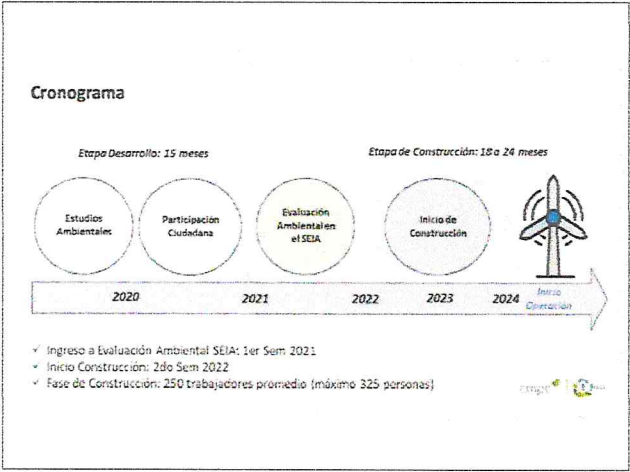 Cronograma
Etapa Desarrollo: 15 meses
Etapa de Construcción: 18 a 24 meses
Estudios
Ambientales
Participación
Ciudadana
Evaluación
Ambiental en
el SEIA
Inicio de
Construcción
2020
2021
2022
2023
2024
Inicio
Operación
✓ Ingreso a Evaluación Ambiental SEIA: 1er Sem 2021
✓ Inicio Construcción: 2do Sem 2022
✓ Fase de Construcción: 250 trabajadores promedio (máximo 325 personas)